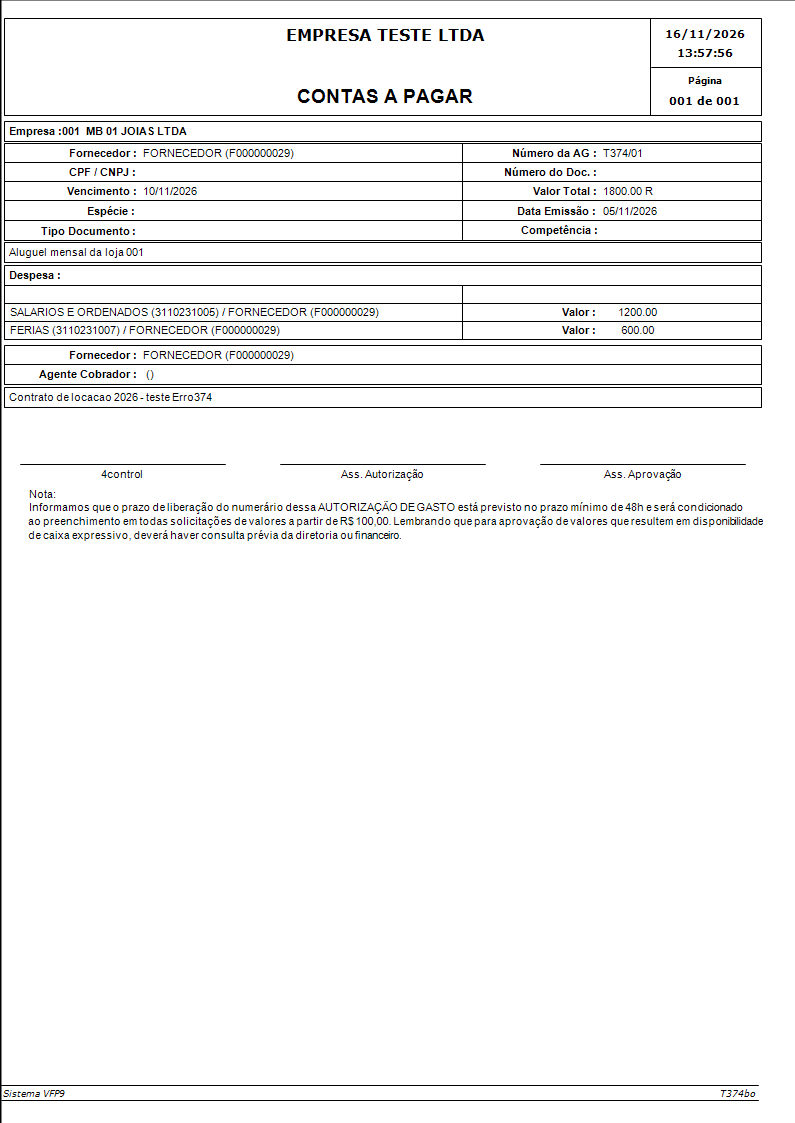 EMPRESA TESTE LTDA
16/11/2026
13:57:56
CONTAS A PAGAR
Página
001 de 001
Empresa :001 MB 01 JOIAS LTDA
Fornecedor : FORNECEDOR (F000000029) Número da AG : T374/01
CPF / CNPJ : Número do Doc. :
Vencimento : 10/11/2026 Valor Total : 1800.00 R
Espécie : Data Emissão : 05/11/2026
Tipo Documento : Competência :
Aluguel mensal da loja 001
Despesa :
SALARIOS E ORDENADOS (3110231005) / FORNECEDOR (F000000029) Valor : 1200.00
FERIAS (3110231007) / FORNECEDOR (F000000029) Valor : 600.00
Fornecedor : FORNECEDOR (F000000029)
Agente Cobrador : ()
Contrato de locacao 2026 - teste Erro374
4control Ass. Autorização Ass. Aprovação
Nota:
Informamos que o prazo de liberação do numerário dessa AUTORIZAÇÃO DE GASTO está previsto no prazo mínimo de 48h e será condicionado
ao preenchimento em todas solicitações de valores a partir de R$ 100,00. Lembrando que para aprovação de valores que resultem em disponibilidade
de caixa expressivo, deverá haver consulta prévia da diretoria ou financeiro.
Sistema VFP9 T374bo